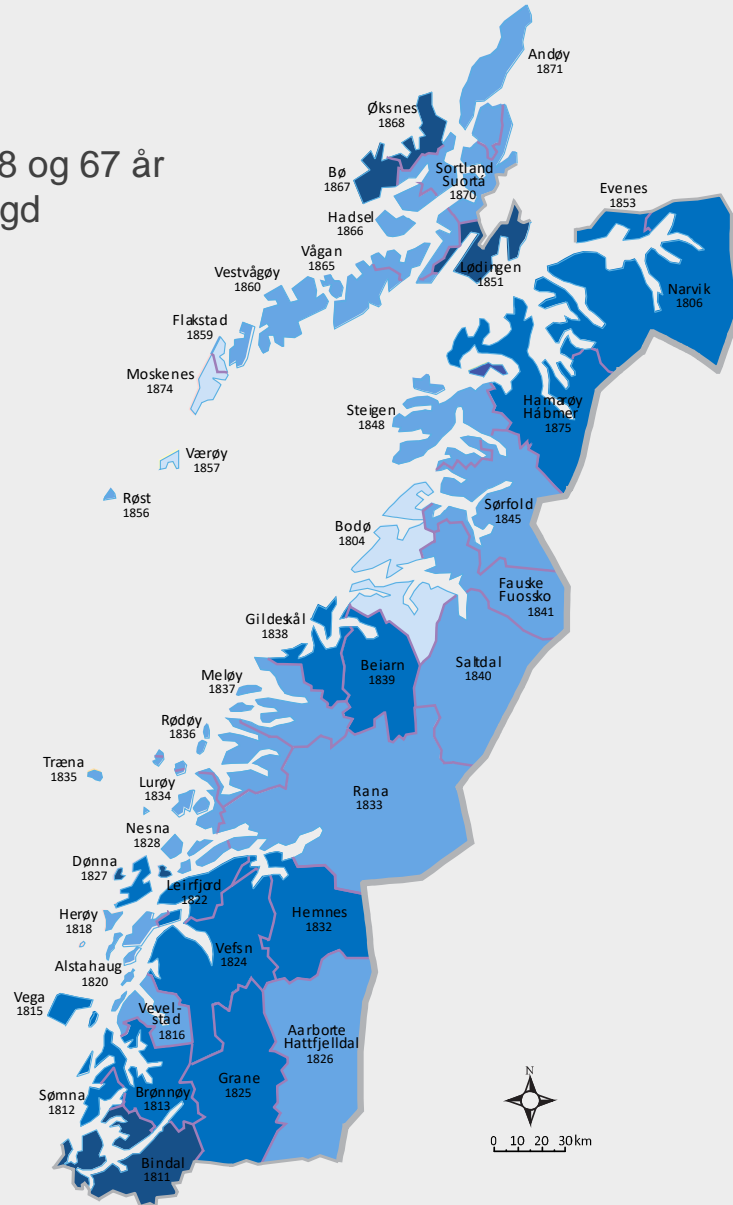 8 og 67 år
gd
Andøy
1871
Øksnes
1868
Bø
1867
Sortland
Suortá
1870
Hadsel
1866
Evenes
1853
Vågan
1865
Vestvågøy
1860
Lødingen
1851
Narvik
1806
Flakstad
1859
Moskenes
1874
Hamarøy
Hábmer
1875
Steigen
1848
Værøy
1857
Røst
1856
Sørfold
1845
Bodø
1804
Fauske
Fuossko
1841
Gildeskål
1838
Beiarn
1839
Saltdal
1840
Meløy
1837
Rødøy
1836
Træna
1835
Lurøy
1834
Rana
1833
Nesna
1828
Dønna
1827
Leirfjord
1822
Herøy
1818
Hemnes
1832
Vefsn
1824
Alstahaug
1820
Vega
1815
Vevel-
stad
1816
Aarborte
Hattfjelldal
1826
Grane
1825
Sømna
1812
Brønnøy
1813
Bindal
1811
N
0 10 20 30 km